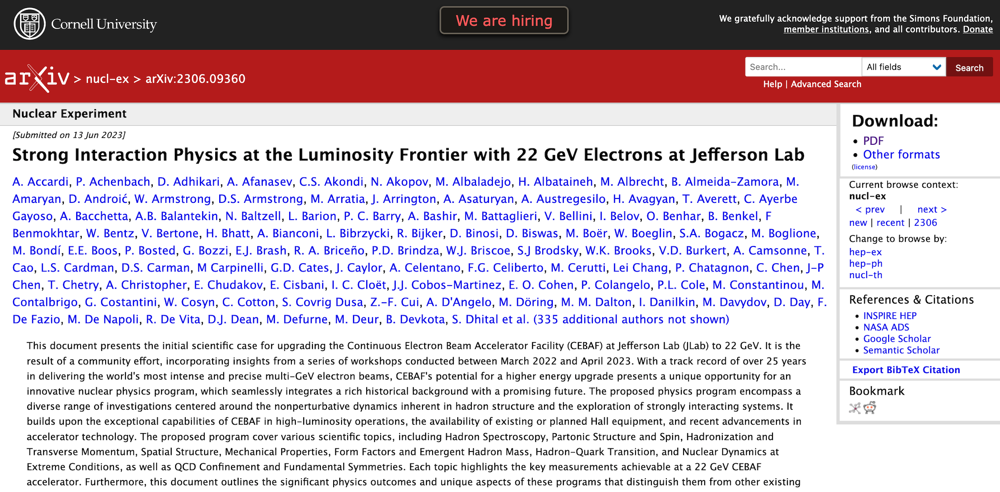 Cornell University
We are hiring
We gratefully acknowledge support from the Simons Foundation,
member institutions, and all contributors. Donate
arXiv > nucl-ex > arXiv:2306.09360
Search...
All fields
Search
Help | Advanced Search
Nuclear Experiment
[Submitted on 13 Jun 2023]
Strong Interaction Physics at the Luminosity Frontier with 22 GeV Electrons at Jefferson Lab
A. Accardi, P. Achenbach, D. Adhikari, A. Afanasev, C.S. Akondi, N. Akopov, M. Albaladejo, H. Albataineh, M. Albrecht, B. Almeida-Zamora, M.
Amaryan, D. Androić, W. Armstrong, D.S. Armstrong, M. Arratia, J. Arrington, A. Asaturyan, A. Austregesilo, H. Avagyan, T. Averett, C. Ayerbe
Gayoso, A. Bacchetta, A.B. Balantekin, N. Baltzell, L. Barion, P. C. Barry, A. Bashir, M. Battaglieri, V. Bellini, I. Belov, O. Benhar, B. Benkel, F
Benmokhtar, W. Bentz, V. Bertone, H. Bhatt, A. Bianconi, L. Bibrzycki, R. Bijker, D. Binosi, D. Biswas, M. Boër, W. Boeglin, S.A. Bogacz, M. Boglione,
M. Bondí, E.E. Boos, P. Bosted, G. Bozzi, E.J. Brash, R. A. Briceño, P.D. Brindza, W.J. Briscoe, S.J Brodsky, W.K. Brooks, V.D. Burkert, A. Camsonne, T.
Cao, L.S. Cardman, D.S. Carman, M Carpinelli, G.D. Cates, J. Caylor, A. Celentano, F.G. Celiberto, M. Cerutti, Lei Chang, P. Chatagnon, C. Chen, J-P
Chen, T. Chetry, A. Christopher, E. Chudakov, E. Cisbani, I. C. Cloët, J.J. Cobos-Martinez, E. O. Cohen, P. Colangelo, P.L. Cole, M. Constantinou, M.
Contalbrigo, G. Costantini, W. Cosyn, C. Cotton, S. Covrig Dusa, Z.-F. Cui, A. D'Angelo, M. Döring, M. M. Dalton, I. Danilkin, M. Davydov, D. Day, F.
De Fazio, M. De Napoli, R. De Vita, D.J. Dean, M. Defurne, M. Deur, B. Devkota, S. Dhital et al. (335 additional authors not shown)
This document presents the initial scientific case for upgrading the Continuous Electron Beam Accelerator Facility (CEBAF) at Jefferson Lab (JLab) to 22 GeV. It is the
result of a community effort, incorporating insights from a series of workshops conducted between March 2022 and April 2023. With a track record of over 25 years
in delivering the world's most intense and precise multi-GeV electron beams, CEBAF's potential for a higher energy upgrade presents a unique opportunity for an
innovative nuclear physics program, which seamlessly integrates a rich historical background with a promising future. The proposed physics program encompass a
diverse range of investigations centered around the nonperturbative dynamics inherent in hadron structure and the exploration of strongly interacting systems. It
builds upon the exceptional capabilities of CEBAF in high-luminosity operations, the availability of existing or planned Hall equipment, and recent advancements in
accelerator technology. The proposed program cover various scientific topics, including Hadron Spectroscopy, Partonic Structure and Spin, Hadronization and
Transverse Momentum, Spatial Structure, Mechanical Properties, Form Factors and Emergent Hadron Mass, Hadron-Quark Transition, and Nuclear Dynamics at
Extreme Conditions, as well as QCD Confinement and Fundamental Symmetries. Each topic highlights the key measurements achievable at a 22 GeV CEBAF
accelerator. Furthermore, this document outlines the significant physics outcomes and unique aspects of these programs that distinguish them from other existing
Download:
PDF
Other formats
(license)
Current browse context:
nucl-ex
< prev | next >
new | recent | 2306
Change to browse by:
hep-ex
hep-ph
nucl-th
References & Citations
INSPIRE HEP
NASA ADS
Google Scholar
Semantic Scholar
Export BibTeX Citation
Bookmark